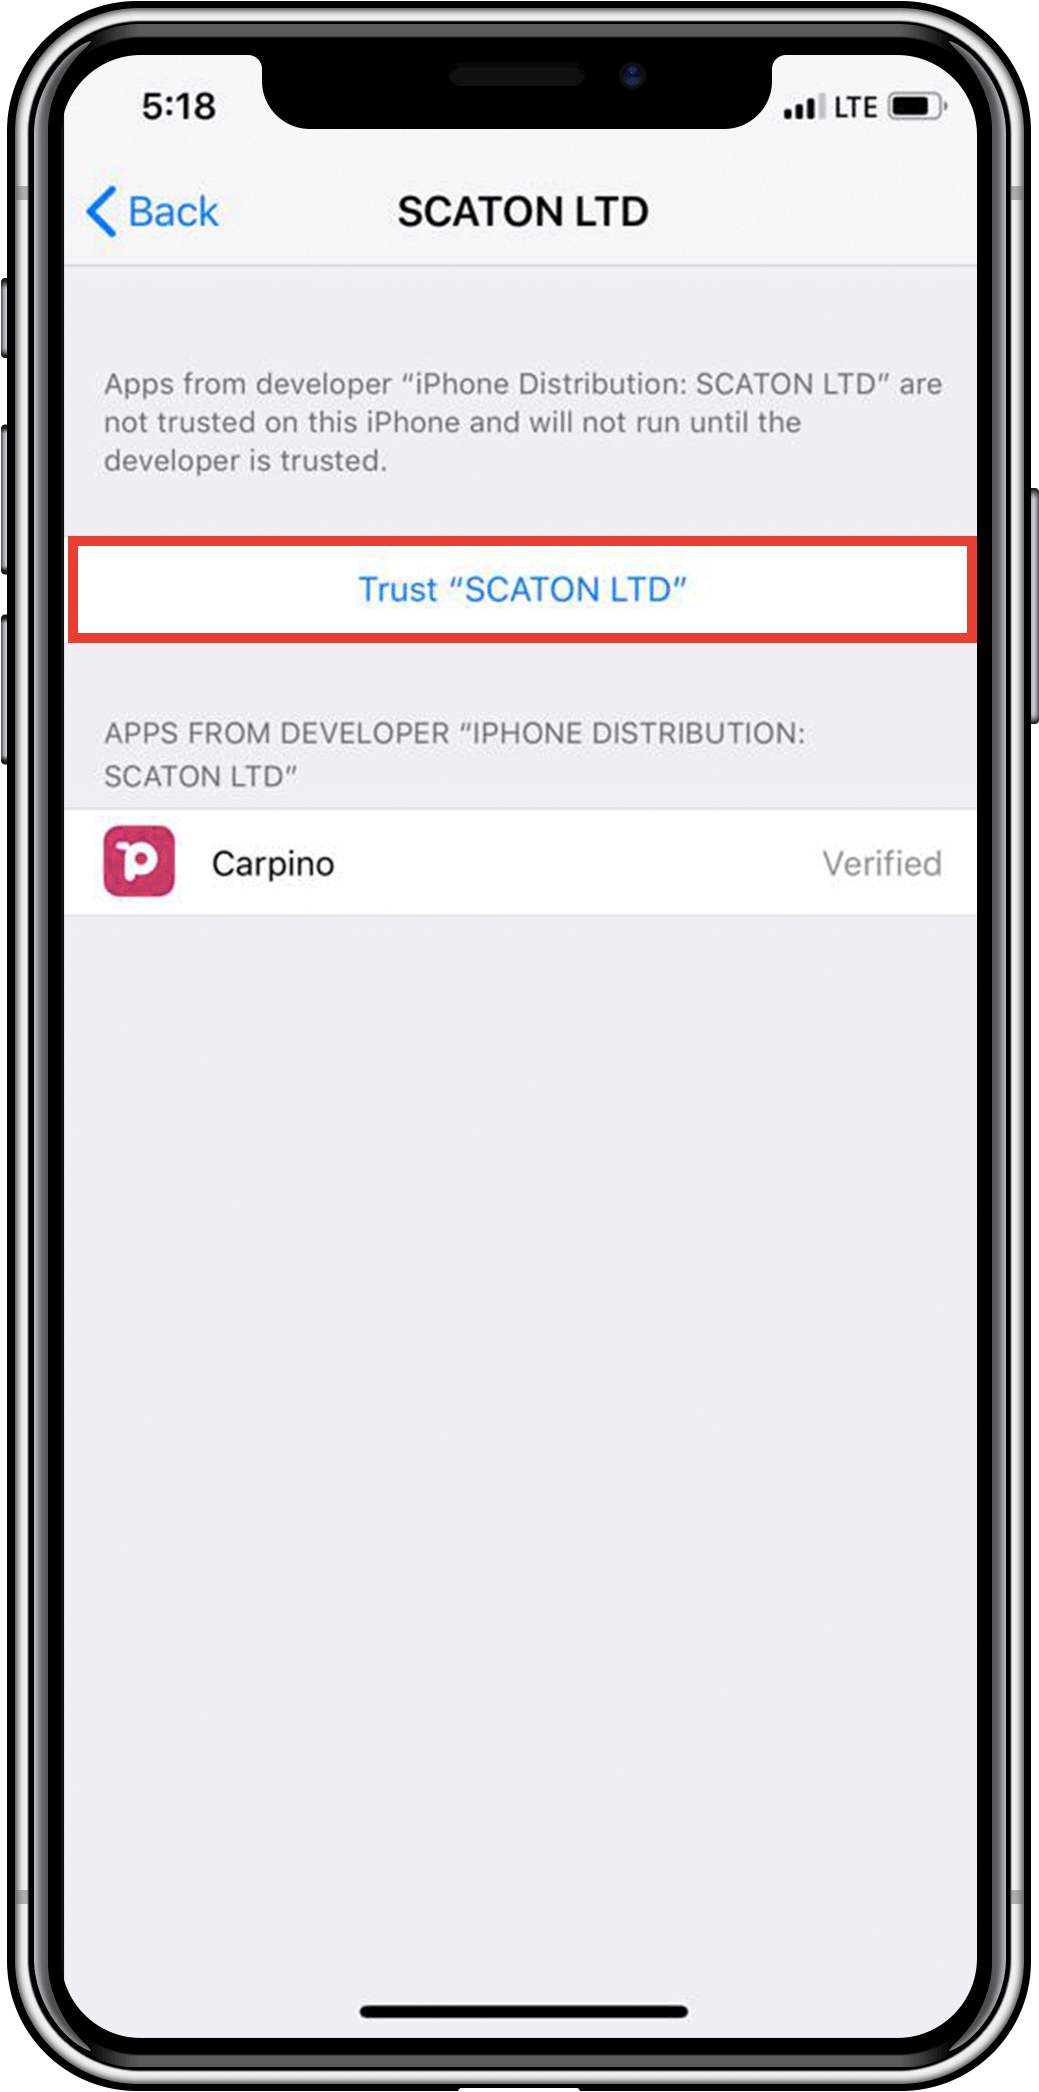 5:18
LTE
Back
SCATON LTD
Apps from developer “iPhone Distribution: SCATON LTD” are
not trusted on this iPhone and will not run until the
developer is trusted.
Trust “SCATON LTD”
APPS FROM DEVELOPER “IPHONE DISTRIBUTION:
SCATON LTD”
Carpino
Verified